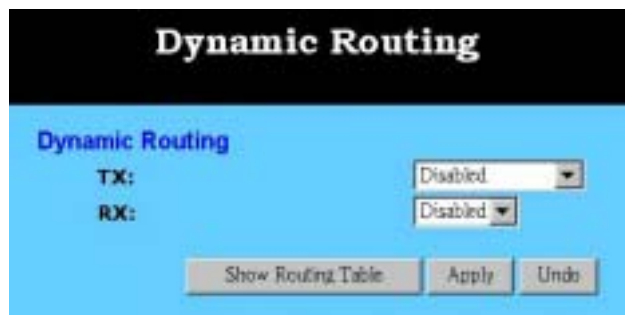 Dynamic Routing
Dynamic Routing
TX: Disabled
RX: Disabled
Show Routing Table Apply Undo